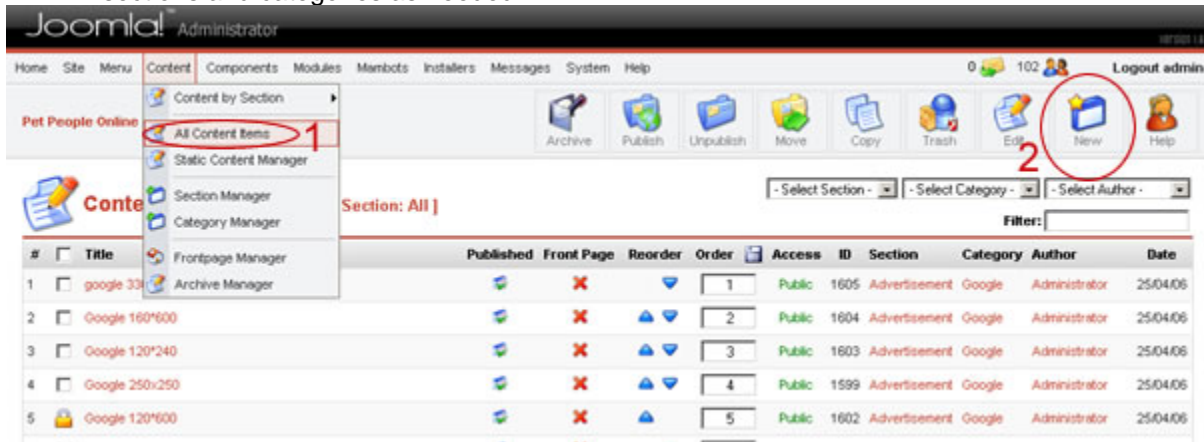 Joomla! Administrator
Home Site Menu Content Components Modules Mambots Installers Messages System Help 0 102 Logout admin
Content by Section
Pet People Online
All Content Items 1
Archive Publish Unpublish Move Copy Trash Edit 2 New Help
Static Content Manager
Section Manager
Category Manager
Frontpage Manager
Archive Manager
- Select Section - - Select Category - - Select Author -
Conte Section: All ]
Filter:
# Title Published Front Page Reorder Order Access ID Section Category Author Date
1 google 33 1 Public 1605 Advertisement Google Administrator 25/04/06
2 Google 160*600 2 Public 1604 Advertisement Google Administrator 25/04/06
3 Google 120*240 3 Public 1603 Advertisement Google Administrator 25/04/06
4 Google 250x250 4 Public 1599 Advertisement Google Administrator 25/04/06
5 Google 120*600 5 Public 1602 Advertisement Google Administrator 25/04/06